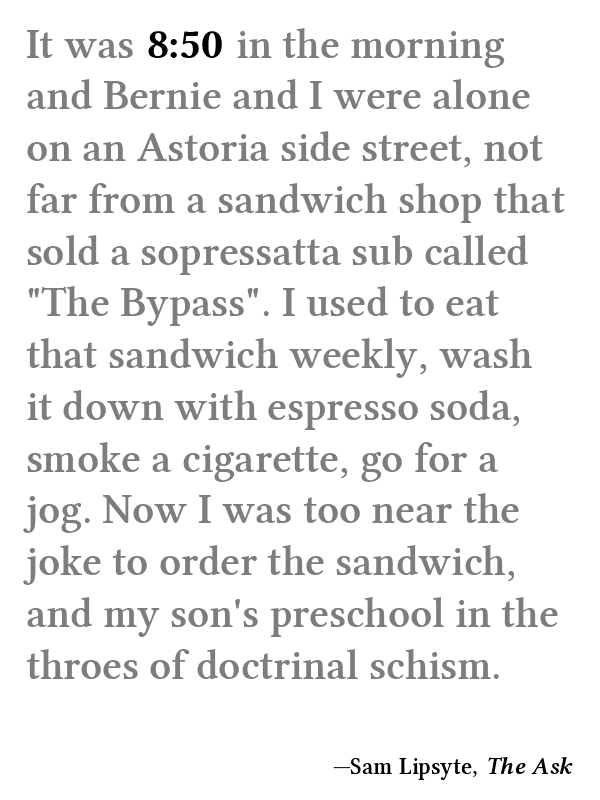 It was 8:50 in the morning
and Bernie and I were alone
on an Astoria side street, not
far from a sandwich shop that
sold a sopressatta sub called
"The Bypass". I used to eat
that sandwich weekly, wash
it down with espresso soda,
smoke a cigarette, go for a
jog. Now I was too near the
joke to order the sandwich,
and my son's preschool in the
throes of doctrinal schism.
—Sam Lipsyte, The Ask